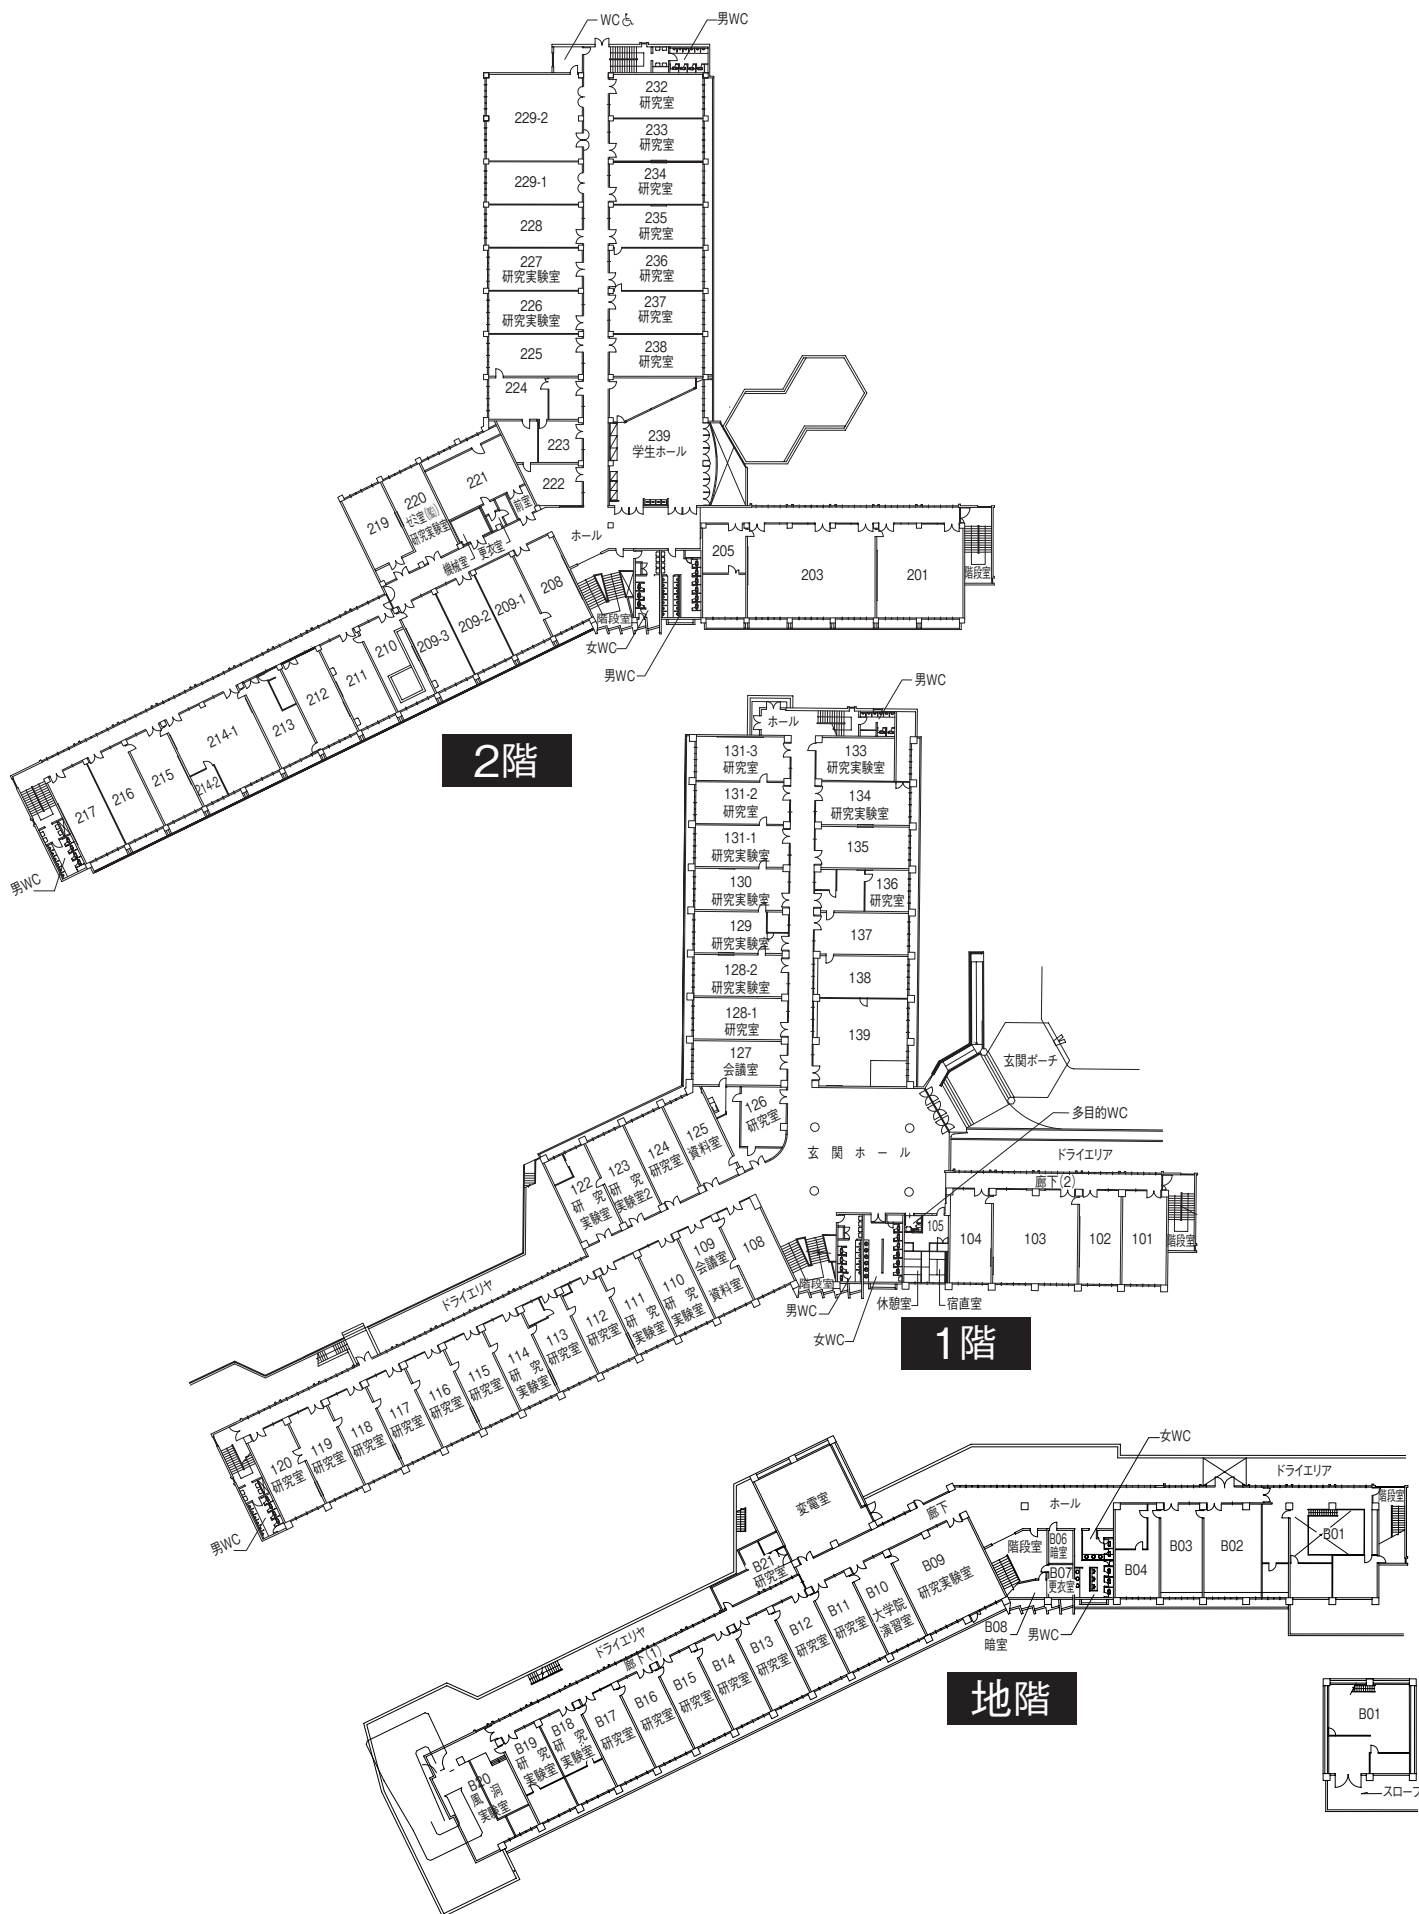 WC
男WC
232
研究室
229-2
233
研究室
229-1
234
研究室
228
235
研究室
227
研究実験室
236
研究室
226
研究実験室
237
研究室
225
238
研究室
224
223
239
学生ホール
222
221
前室
220
ゼミ室
研究実験室
219
更衣室
機械室
ホール
205
203
201
階段室
208
209-1
209-2
209-3
210
211
212
213
214-1
214-2
215
216
217
階段室
女WC
男WC
男WC
2階
男WC
ホール
131-3
研究室
133
研究実験室
131-2
研究室
134
研究実験室
131-1
研究実験室
135
130
研究実験室
136
研究室
129
研究実験室
137
128-2
研究実験室
138
128-1
研究室
139
127
会議室
玄関ポーチ
多目的WC
126
研究室
125
資料室
124
研究室
123
研究
実験室2
122
研究
実験室
玄関ホール
ドライエリア
廊下(2)
105
104
103
102
101
階段室
108
109
会議室
資料室
110
研究
実験室
111
研究
実験室
112
研究室
113
研究室
114
研究
実験室
115
研究室
116
研究室
117
研究室
118
研究室
119
研究室
120
研究室
ドライエリヤ
階段室
男WC
女WC
休憩室
宿直室
男WC
1階
女WC
ドライエリア
変電室
廊下
ホール
階段室
階段室
B06
暗室
B07
更衣室
B04
B03
B02
B01
B08
暗室
男WC
B21
研究室
B09
研究実験室
B10
大学院
演習室
B11
研究室
B12
研究室
B13
研究室
B14
研究室
B15
研究室
B16
研究室
B17
研究室
B18
研究
実験室
B19
研究
実験室
B20
風洞
実験室
ドライエリヤ
廊下(1)
地階
B01
スロープ